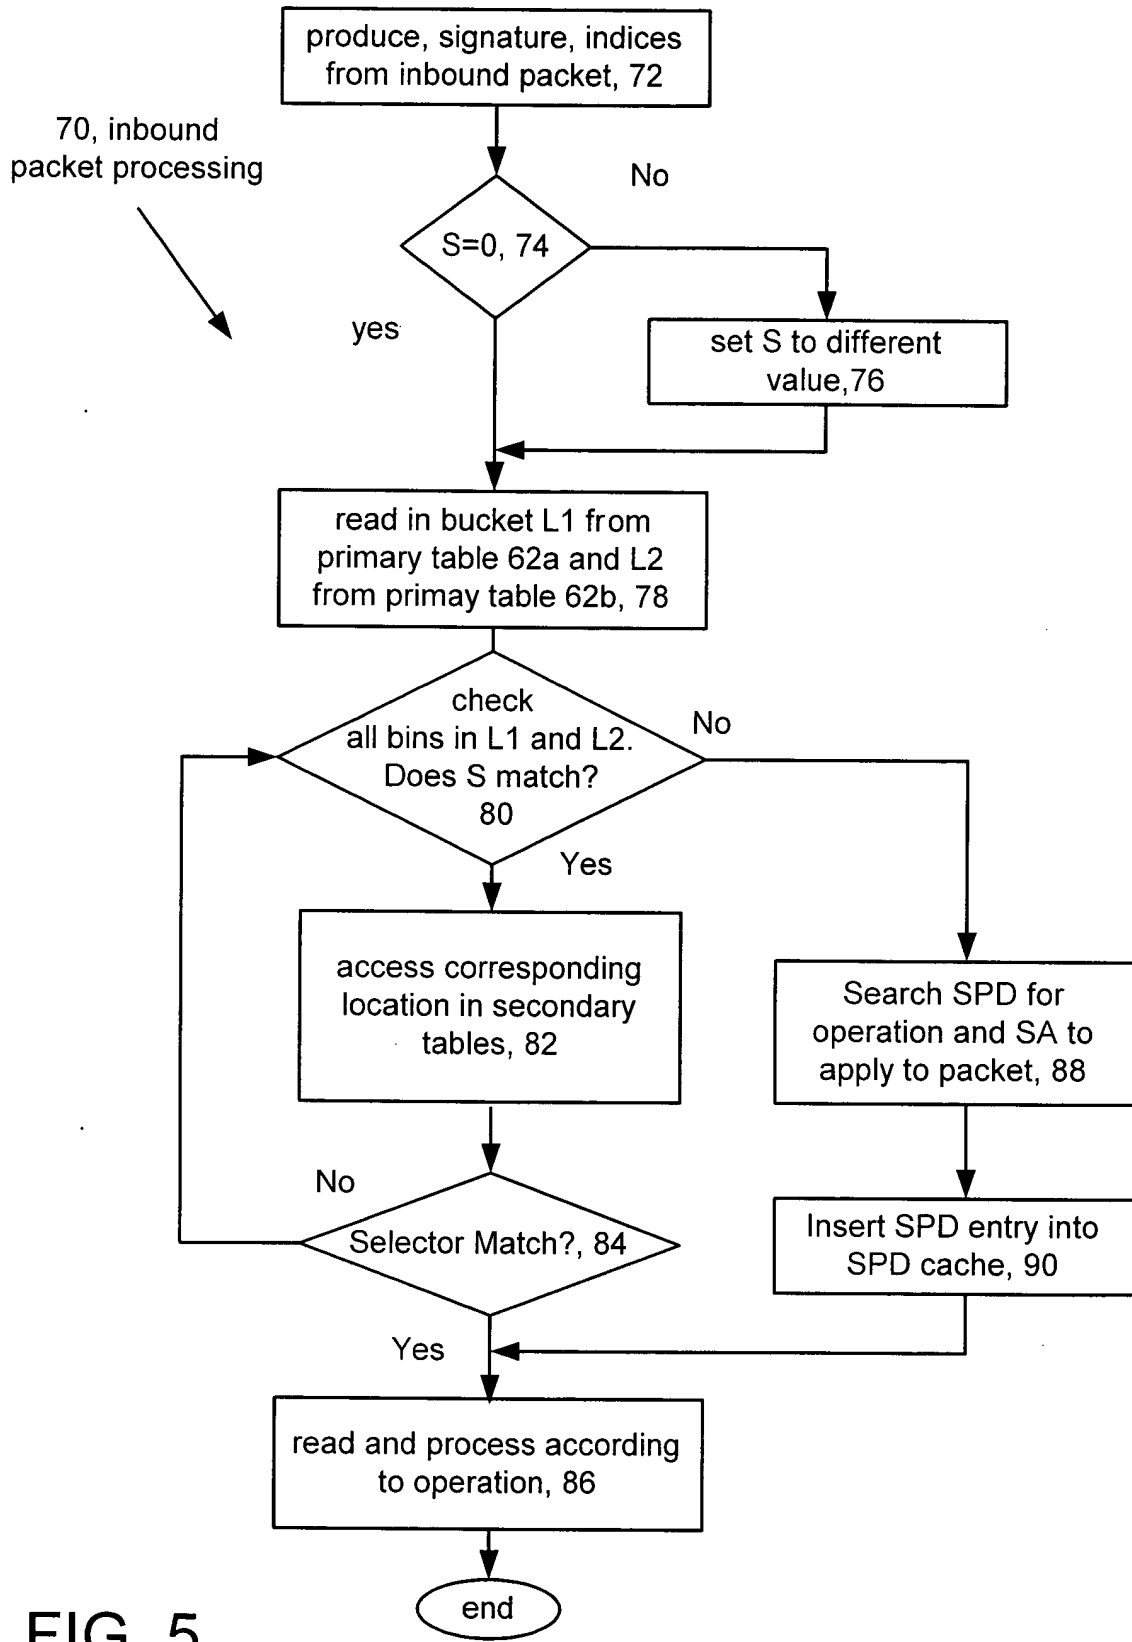 produce, signature, indices
from inbound packet, 72
70, inbound
packet processing
No
S=0, 74
yes
set S to different
value,76
read in bucket L1 from
primary table 62a and L2
from primay table 62b, 78
check
all bins in L1 and L2.
Does S match?
80
No
Yes
access corresponding
location in secondary
tables, 82
Search SPD for
operation and SA to
apply to packet, 88
No
Selector Match?, 84
Insert SPD entry into
SPD cache, 90
Yes
read and process according
to operation, 86
end
FIG. 5